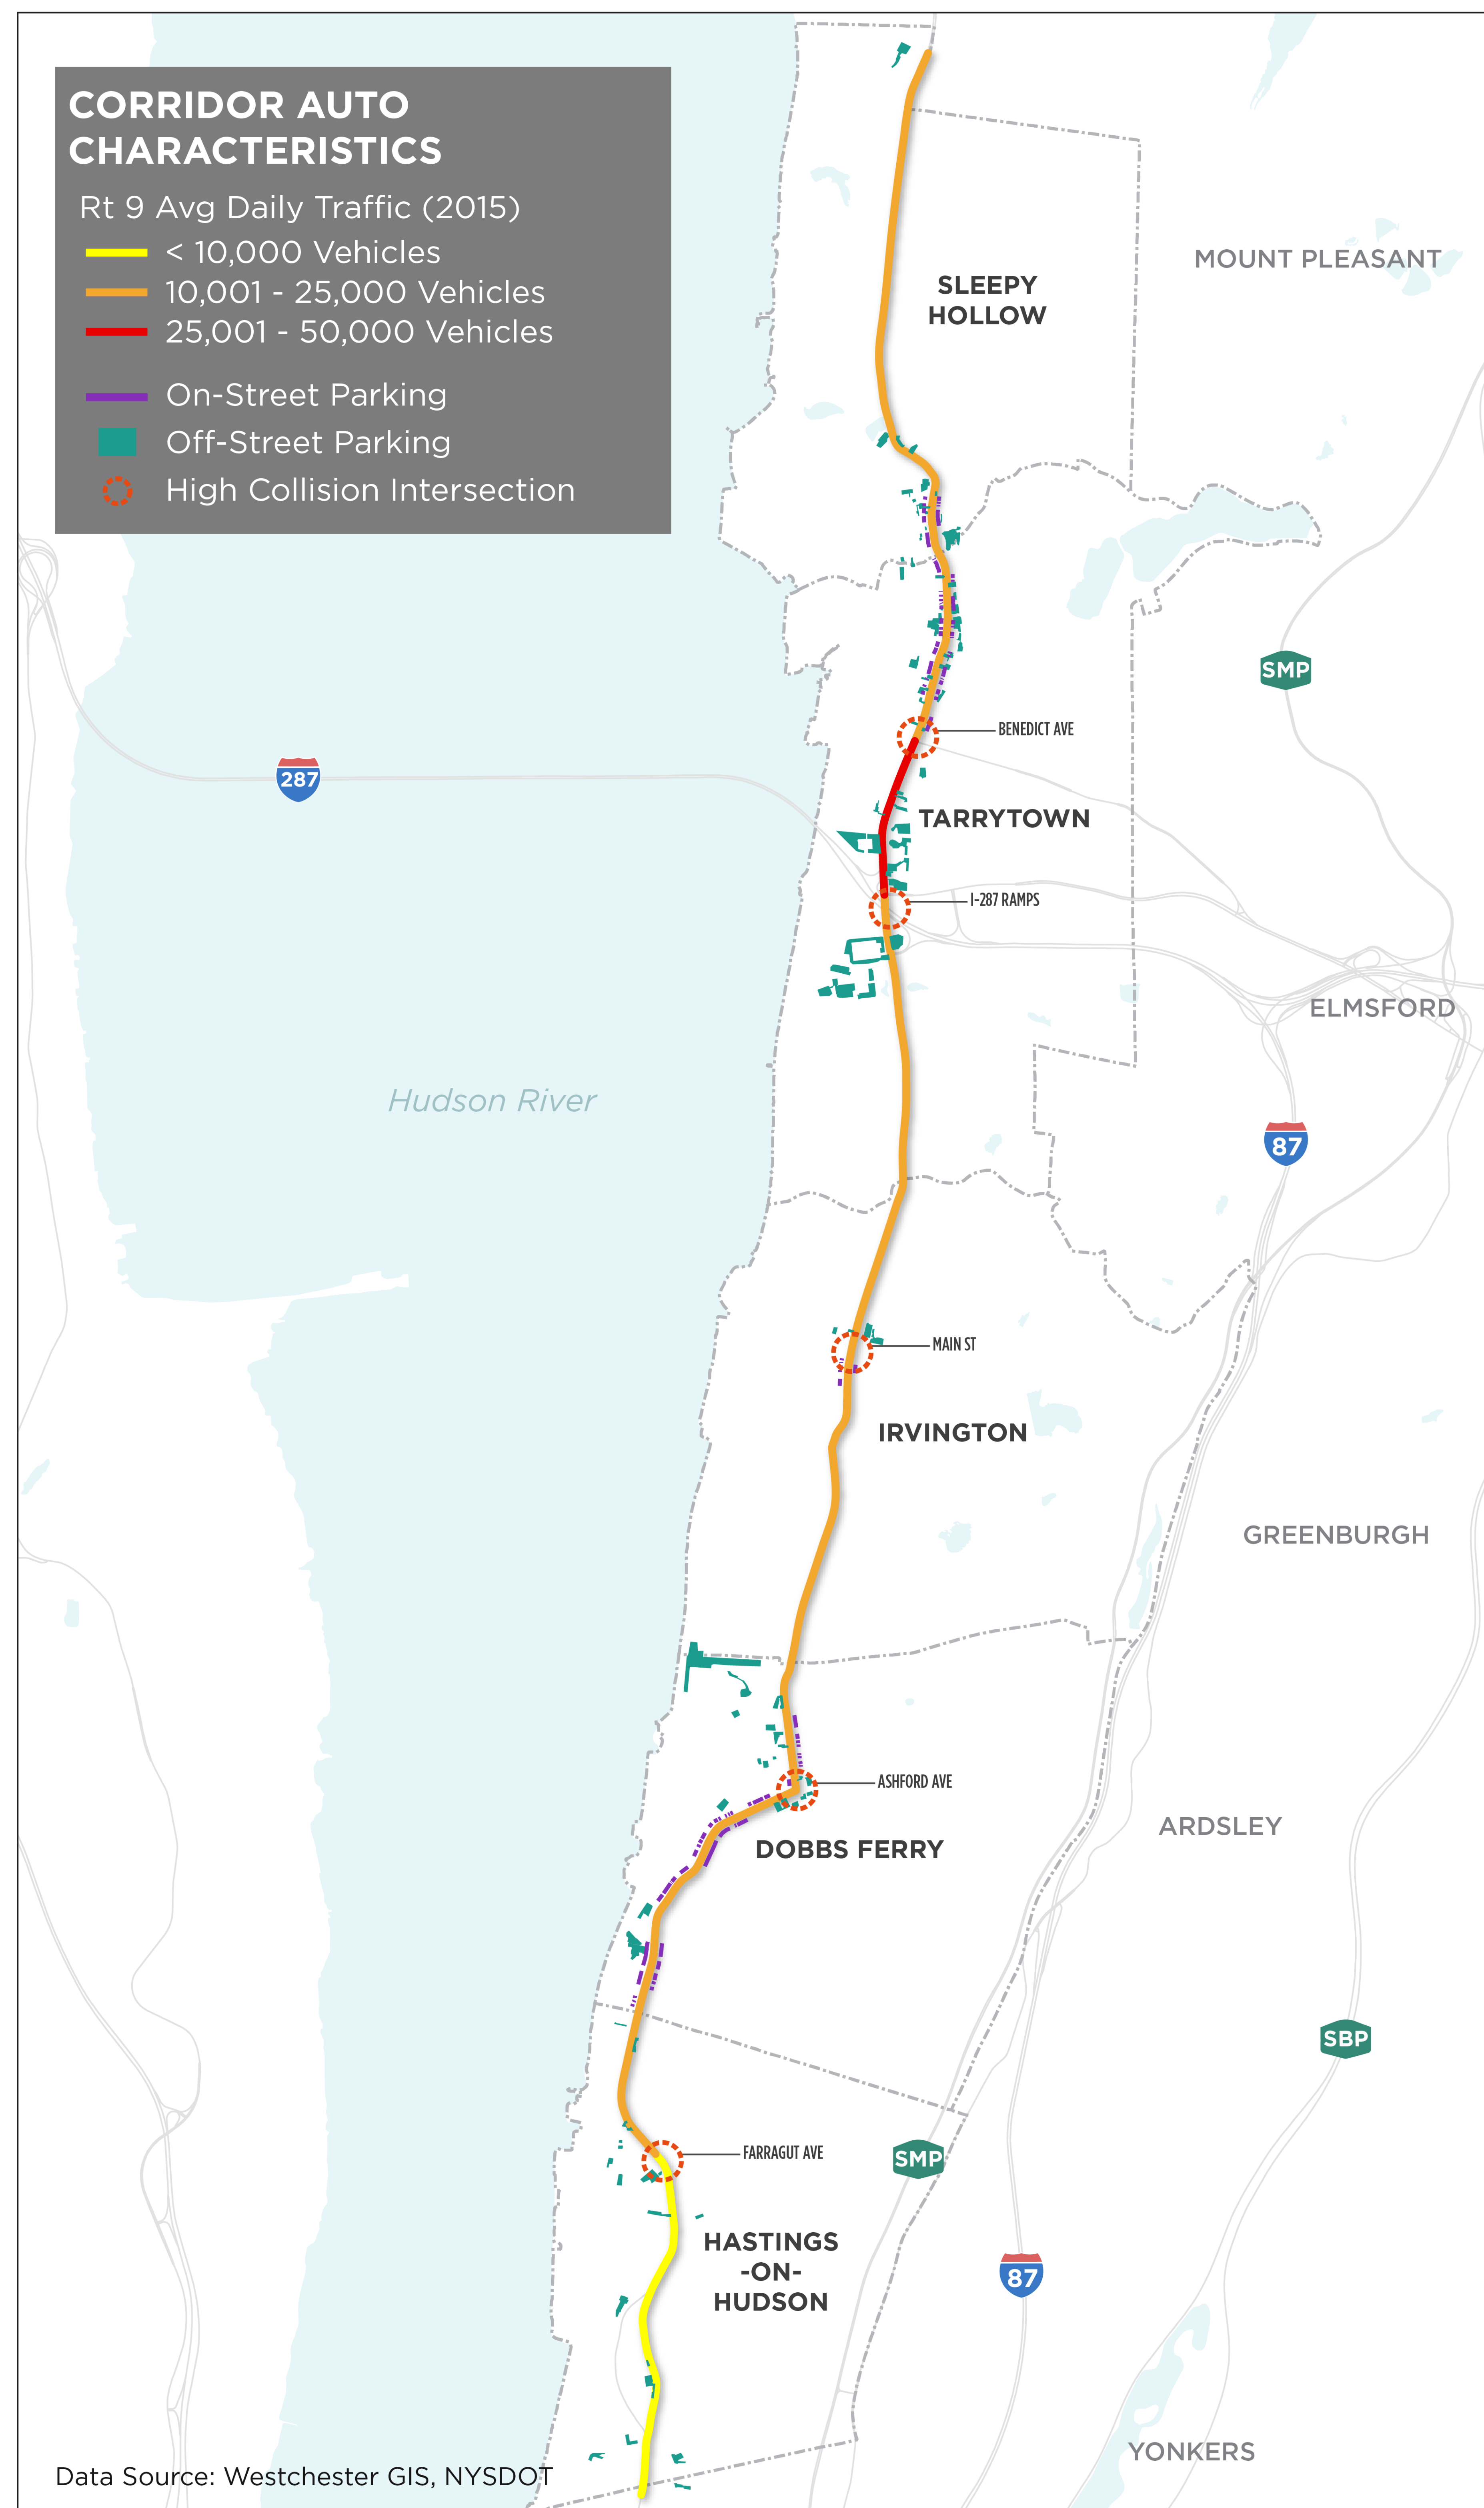 CORRIDOR AUTO
CHARACTERISTICS
Rt 9 Avg Daily Traffic (2015)
< 10,000 Vehicles
10,001 - 25,000 Vehicles
25,001 - 50,000 Vehicles
On-Street Parking
Off-Street Parking
High Collision Intersection
MOUNT PLEASANT
SLEEPY
HOLLOW
SMP
BENEDICT AVE
287
TARRYTOWN
I-287 RAMPS
ELMSFORD
Hudson River
87
MAIN ST
IRVINGTON
GREENBURGH
ASHFORD AVE
ARDSLEY
DOBBS FERRY
SBP
FARRAGUT AVE
SMP
HASTINGS
-ON-
HUDSON
87
YONKERS
Data Source: Westchester GIS, NYSDOT